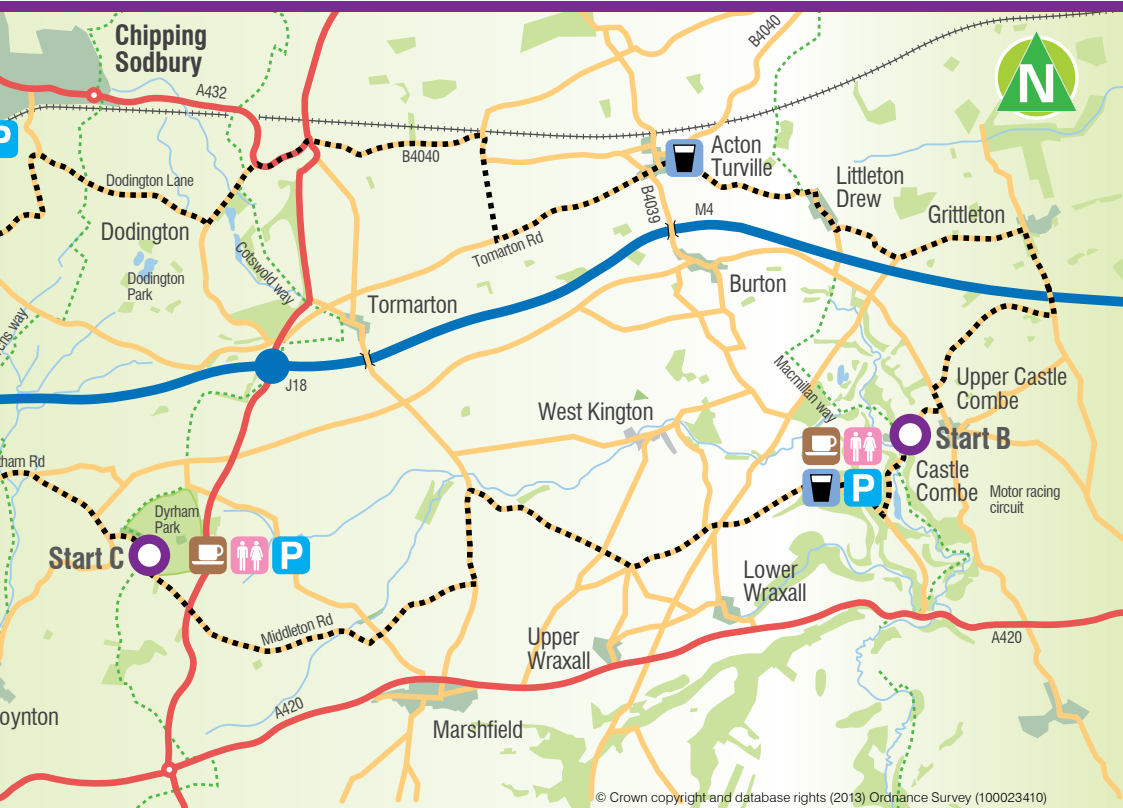 Chipping
Sodbury
A432
B4040
N
P
B4040
Acton
Turville
Dodington Lane
Littleton
Drew
B4039
M4
Grittleton
Dodington
Tomarton Rd
Cotswold way
Dodington
Park
Burton
Tormarton
J18
Macmillan way
Upper Castle
Combe
West Kington
Start B
Castle
Combe
P
Motor racing
circuit
Dyrham
Park
Start C
P
Lower
Wraxall
Middleton Rd
Upper
Wraxall
A420
A420
Marshfield
© Crown copyright and database rights (2013) Ordnance Survey (100023410)